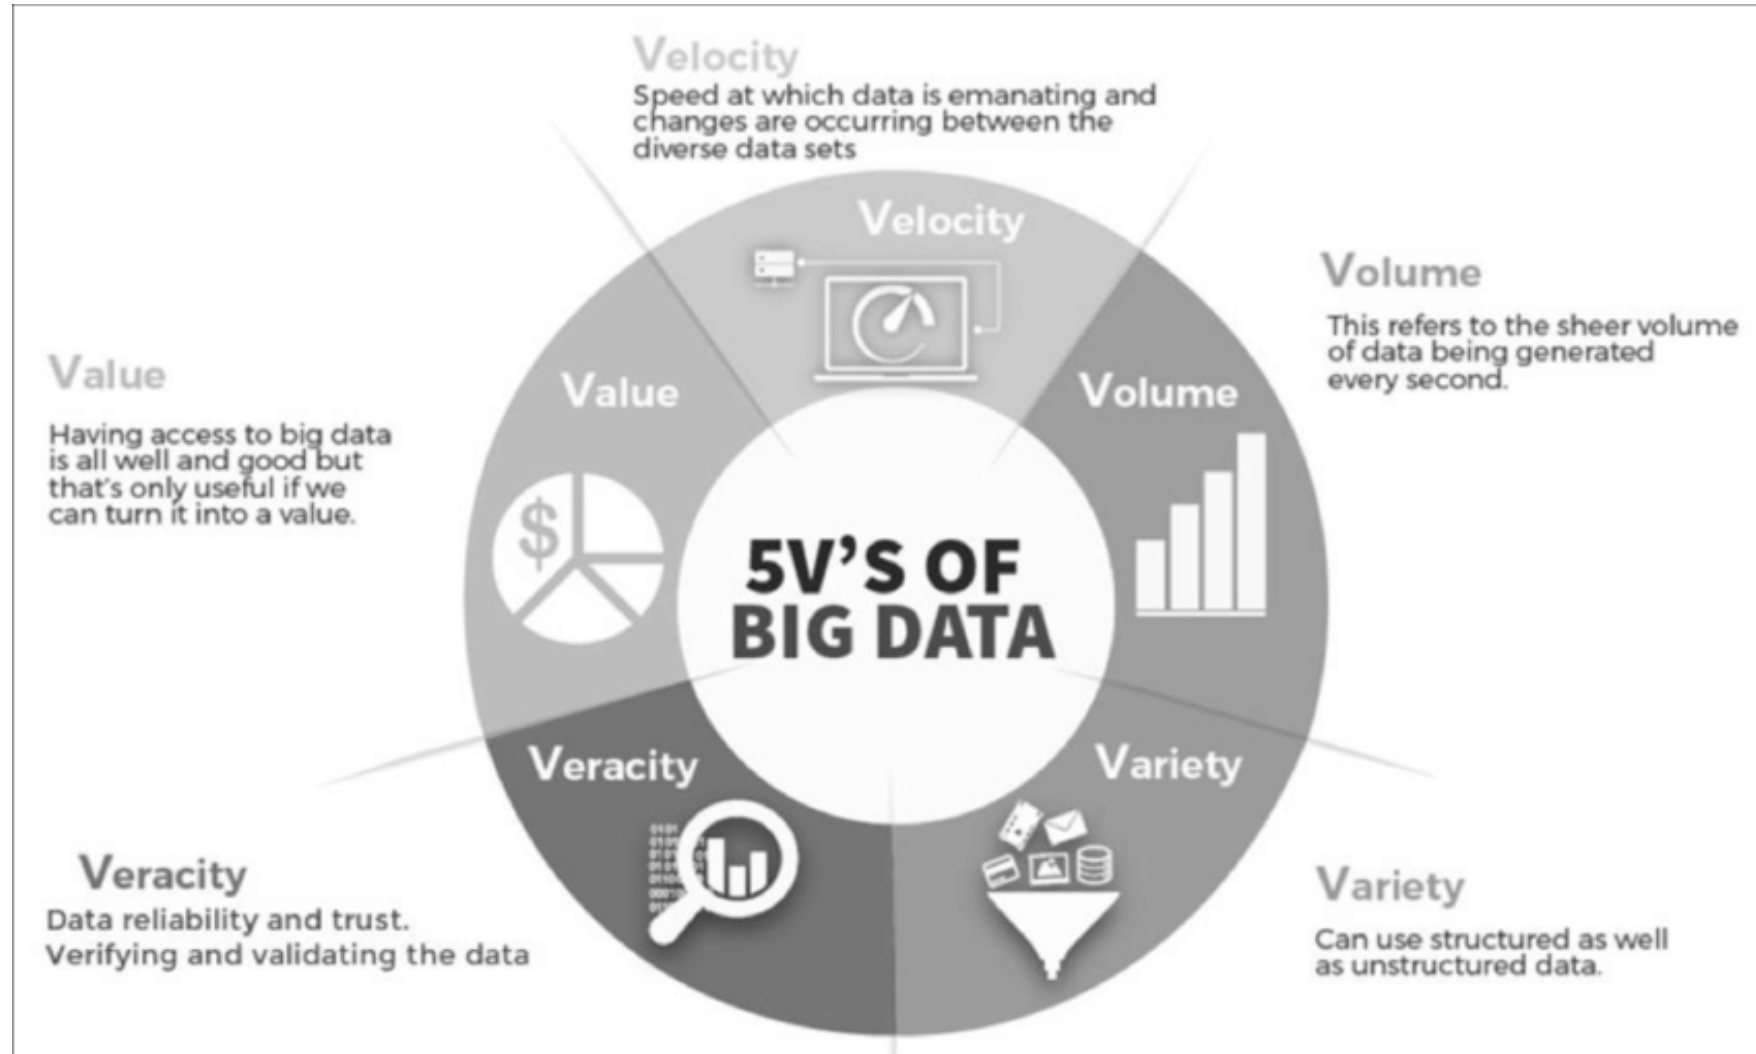 Velocity
Speed at which data is emanating and
changes are occurring between the
diverse data sets
Velocity
Volume
This refers to the sheer volume
of data being generated
every second.
Volume
Value
Having access to big data
is all well and good but
that's only useful if we
can turn it into a value.
Value
$
5V'S OF
BIG DATA
Veracity
Veracity
Data reliability and trust.
Verifying and validating the data
Variety
Variety
Can use structured as well
as unstructured data.